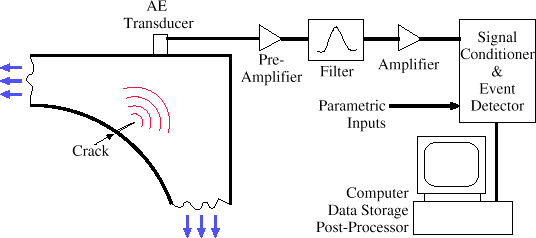 AE
Transducer
Pre-
Amplifier
Filter
Amplifier
Signal
Conditioner
&
Event
Detector
Parametric
Inputs
Crack
Computer
Data Storage
Post-Processor